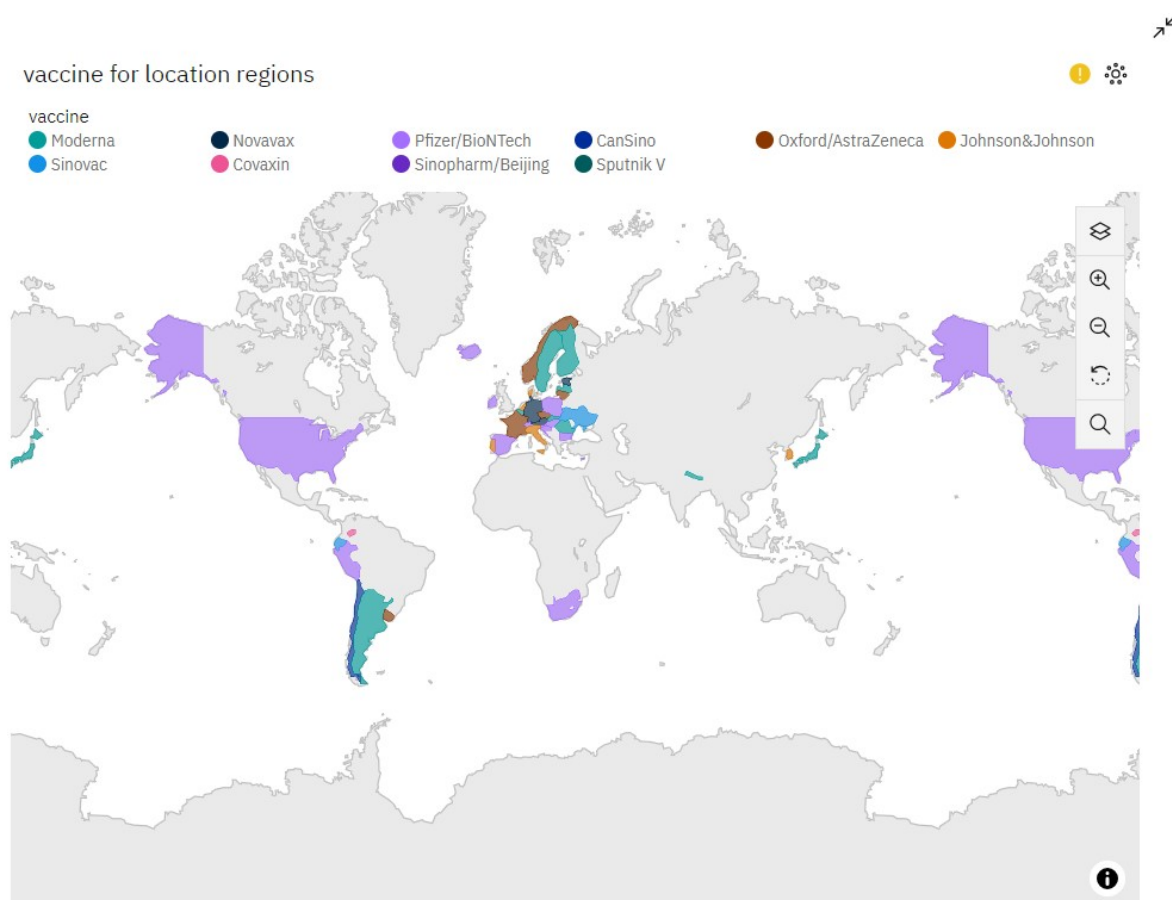 vaccine for location regions
vaccine
Moderna Novavax Pfizer/BioNTech CanSino Oxford/AstraZeneca Johnson&Johnson
Sinovac Covaxin Sinopharm/Beijing Sputnik V